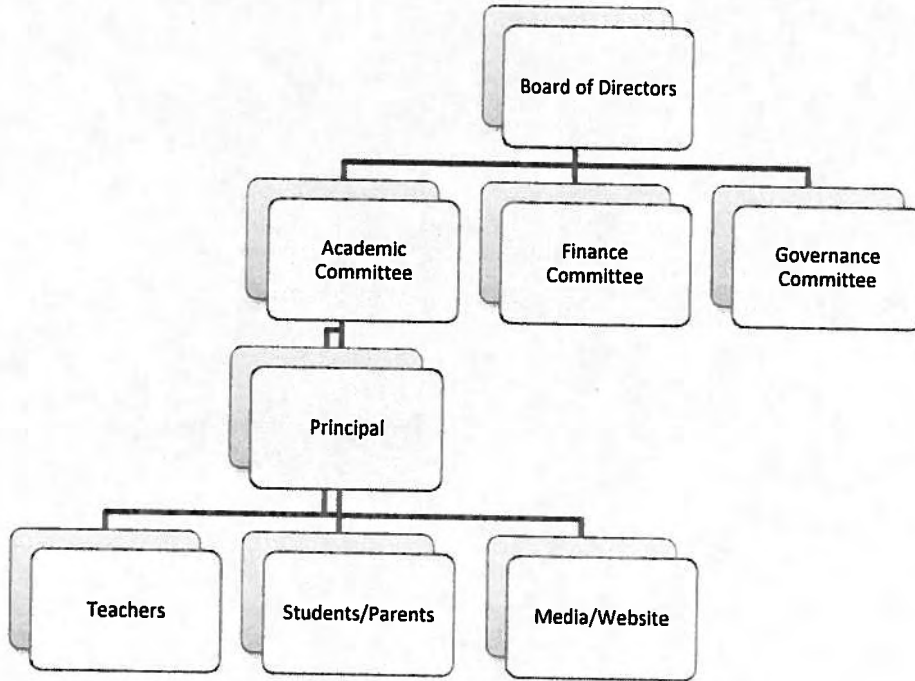 Board of Directors
Academic
Committee
Finance
Committee
Governance
Committee
Principal
Teachers
Students/Parents
Media/Website